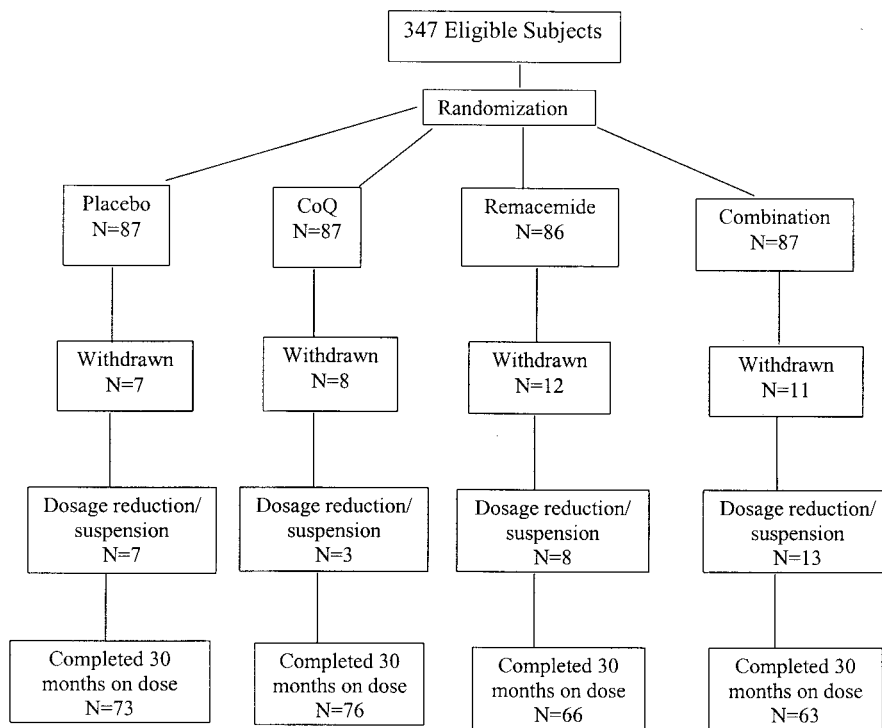 347 Eligible Subjects
Randomization
Placebo
N=87
CoQ
N=87
Remacemide
N=86
Combination
N=87
Withdrawn
N=7
Withdrawn
N=8
Withdrawn
N=12
Withdrawn
N=11
Dosage reduction/
suspension
N=7
Dosage reduction/
suspension
N=3
Dosage reduction/
suspension
N=8
Dosage reduction/
suspension
N=13
Completed 30
months on dose
N=73
Completed 30
months on dose
N=76
Completed 30
months on dose
N=66
Completed 30
months on dose
N=63